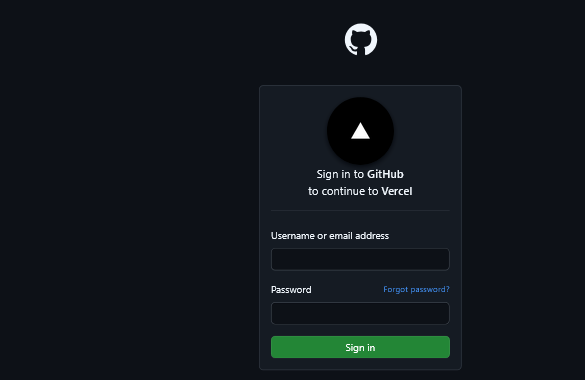 Sign in to GitHub
to continue to Vercel
Username or email address
Password Forgot password?
Sign in